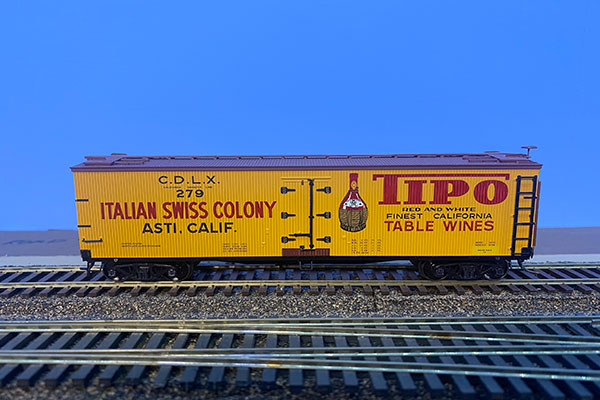 C.D.L.X.
279
ITALIAN SWISS COLONY
ASTI, CALIF.
TIPO
RED AND WHITE
FINEST CALIFORNIA
TABLE WINES